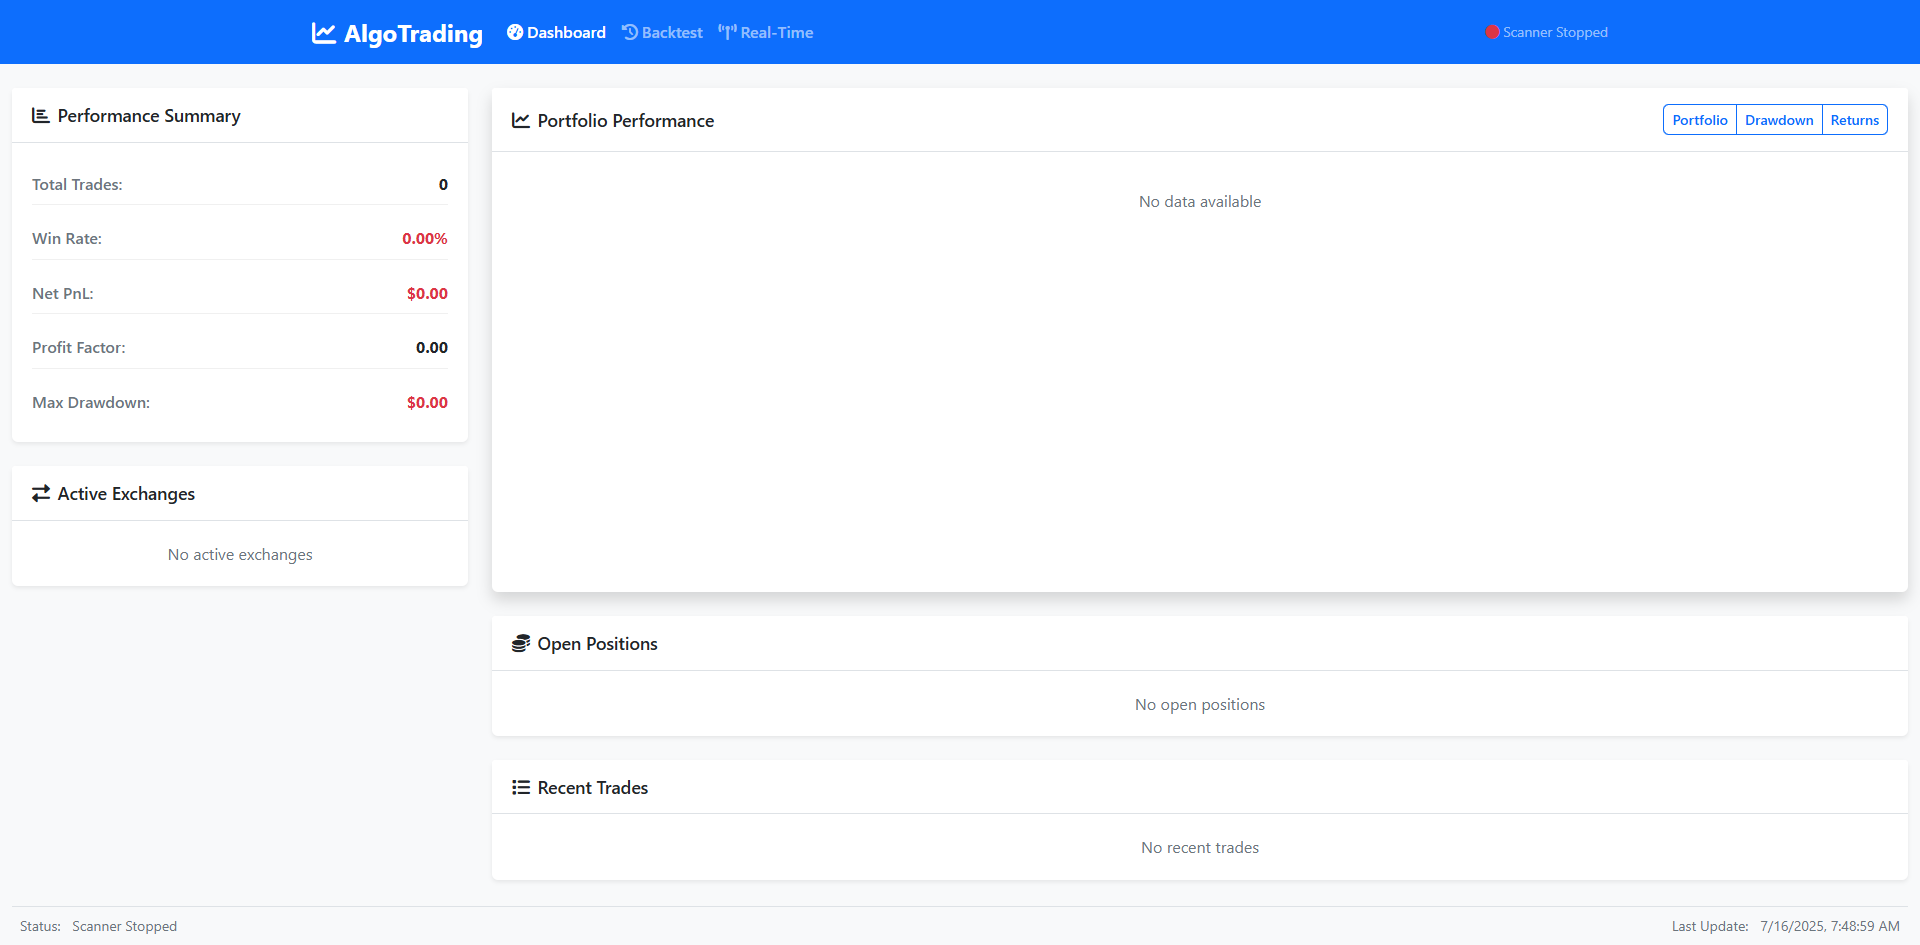 AlgoTrading Dashboard Backtest Real-Time Scanner Stopped
Performance Summary
Total Trades: 0
Win Rate: 0.00%
Net PnL: $0.00
Profit Factor: 0.00
Max Drawdown: $0.00
Active Exchanges
No active exchanges
Portfolio Performance Portfolio Drawdown Returns
No data available
Open Positions
No open positions
Recent Trades
No recent trades
Status: Scanner Stopped Last Update: 7/16/2025, 7:48:59 AM